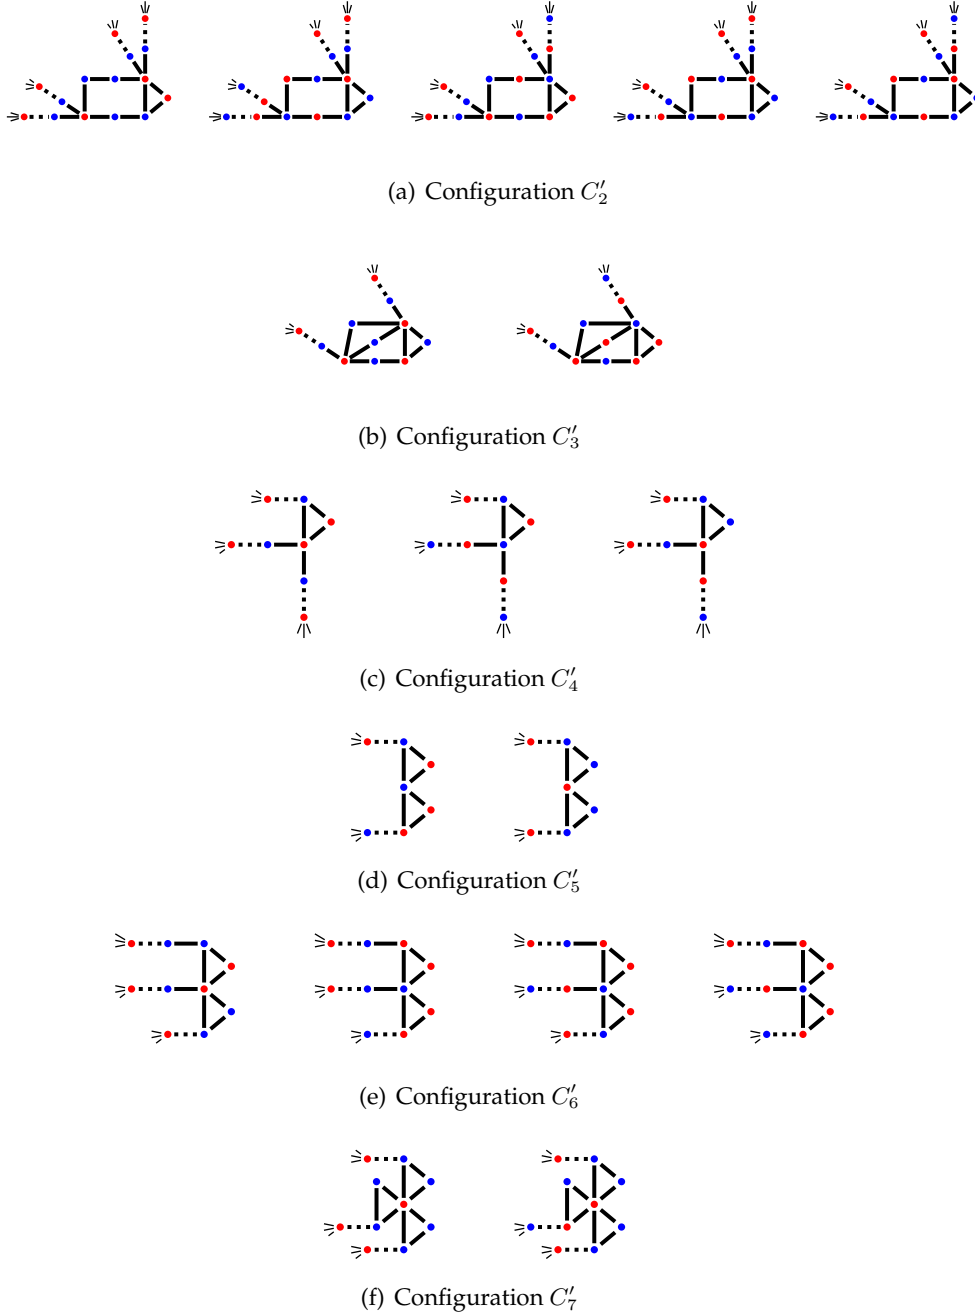 (a) Configuration C′₂
(b) Configuration C′₃
(c) Configuration C′₄
(d) Configuration C′₅
(e) Configuration C′₆
(f) Configuration C′₇